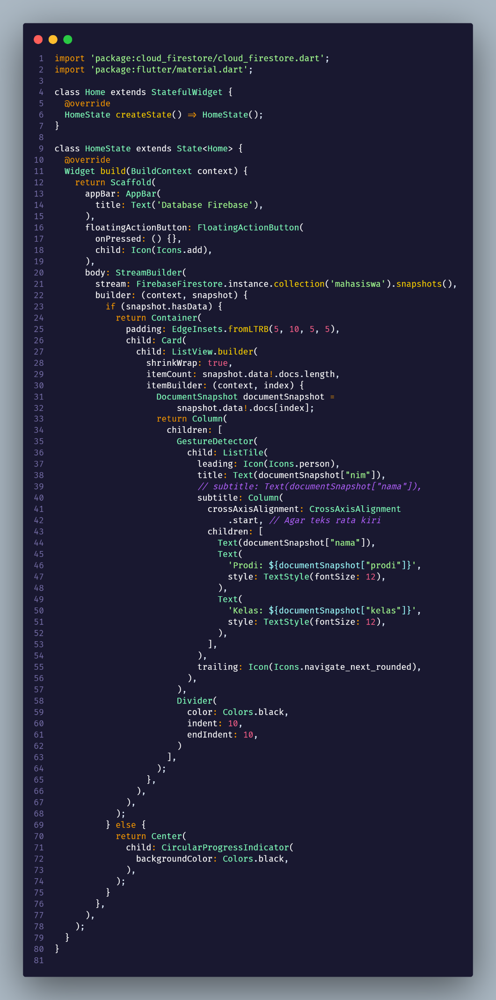 1 import 'package:cloud_firestore/cloud_firestore.dart';
2 import 'package:flutter/material.dart';
3
4 class Home extends StatefulWidget {
5   @override
6   HomeState createState() => HomeState();
7 }
8
9 class HomeState extends State<Home> {
10   @override
11   Widget build(BuildContext context) {
12     return Scaffold(
13       appBar: AppBar(
14         title: Text('Database Firebase'),
15       ),
16       floatingActionButton: FloatingActionButton(
17         onPressed: () {},
18         child: Icon(Icons.add),
19       ),
20       body: StreamBuilder(
21         stream: FirebaseFirestore.instance.collection('mahasiswa').snapshots(),
22         builder: (context, snapshot) {
23           if (snapshot.hasData) {
24             return Container(
25               padding: EdgeInsets.fromLTRB(5, 10, 5, 5),
26               child: Card(
27                 child: ListView.builder(
28                   shrinkWrap: true,
29                   itemCount: snapshot.data!.docs.length,
30                   itemBuilder: (context, index) {
31                     DocumentSnapshot documentSnapshot =
32                         snapshot.data!.docs[index];
33                     return Column(
34                       children: [
35                         GestureDetector(
36                           child: ListTile(
37                             leading: Icon(Icons.person),
38                             title: Text(documentSnapshot["nim"]),
39                             // subtitle: Text(documentSnapshot["nama"]),
40                             subtitle: Column(
41                               crossAxisAlignment: CrossAxisAlignment
42                                   .start, // Agar teks rata kiri
43                               children: [
44                                 Text(documentSnapshot["nama"]),
45                                 Text(
46                                   'Prodi: ${documentSnapshot["prodi"]}',
47                                   style: TextStyle(fontSize: 12),
48                                 ),
49                                 Text(
50                                   'Kelas: ${documentSnapshot["kelas"]}',
51                                   style: TextStyle(fontSize: 12),
52                                 ),
53                               ],
54                             ),
55                             trailing: Icon(Icons.navigate_next_rounded),
56                           ),
57                         ),
58                         Divider(
59                           color: Colors.black,
60                           indent: 10,
61                           endIndent: 10,
62                         )
63                       ],
64                     );
65                   },
66                 ),
67               ),
68             );
69           } else {
70             return Center(
71               child: CircularProgressIndicator(
72                 backgroundColor: Colors.black,
73               ),
74             );
75           }
76         },
77       ),
78     );
79   }
80 }
81